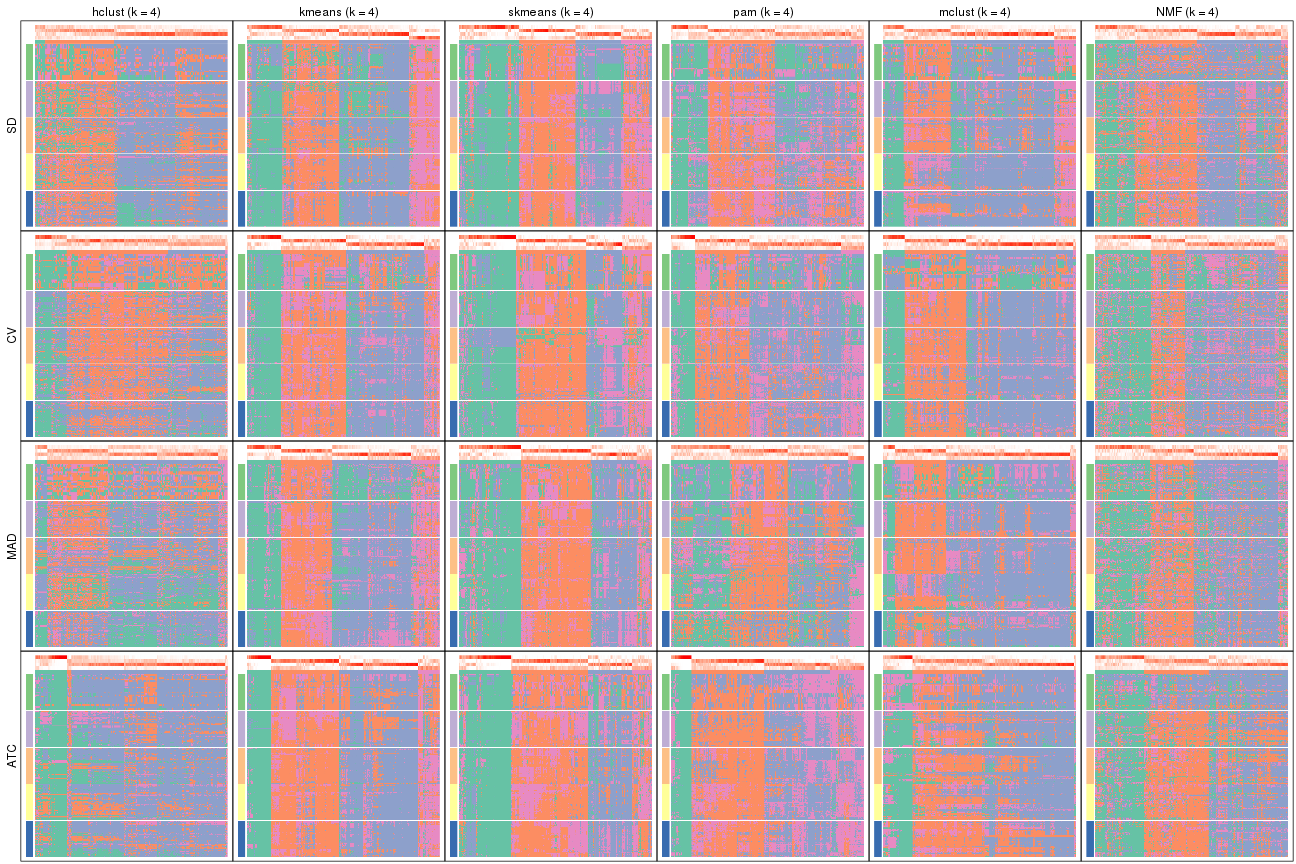 hclust (k = 4) kmeans (k = 4) skmeans (k = 4) pam (k = 4) mclust (k = 4) NMF (k = 4)
SD
CV
MAD
ATC